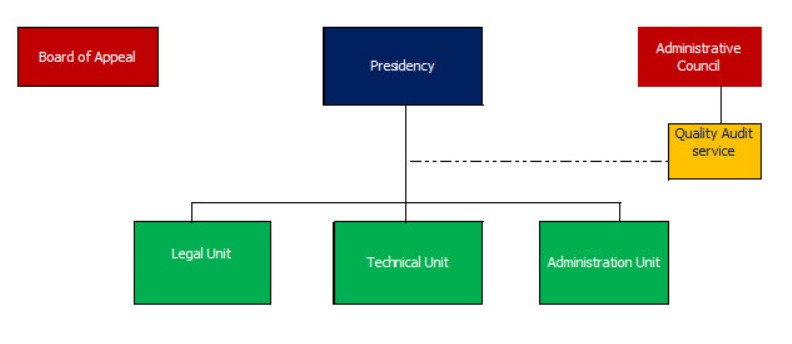 Board of Appeal
Presidency
Administrative
Council
Quality Audit
service
Legal Unit
Technical Unit
Administration Unit